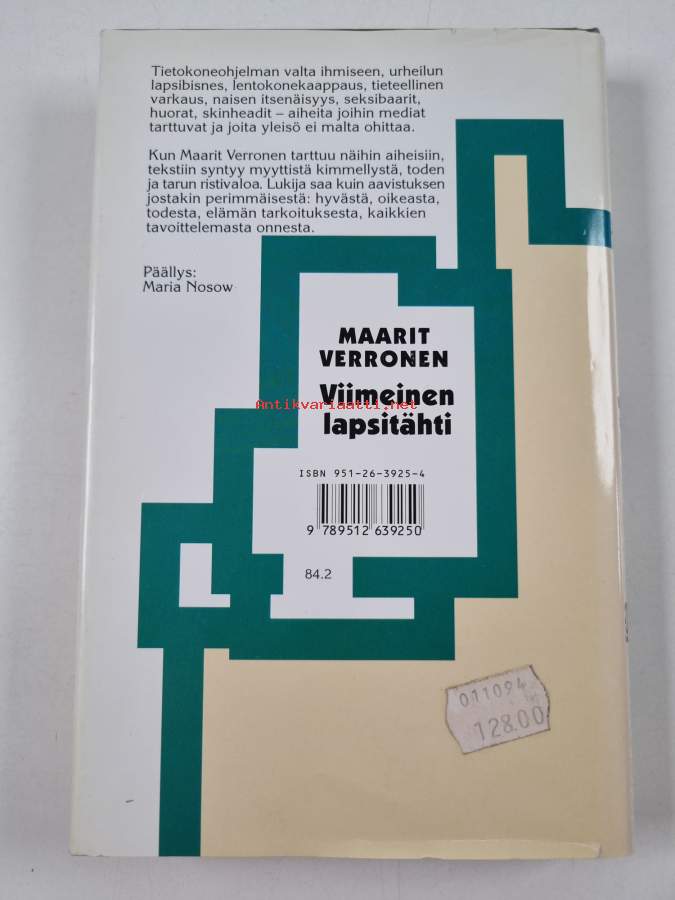 Tietokoneohjelman valta ihmiseen, urheilun
lapsibisnes, lentokonekaappaus, tieteellinen
varkaus, naisen itsenäisyys, seksibaarit,
huorat, skinheadit – aiheita joihin mediat
tarttuvat ja joita yleisö ei malta ohittaa.
Kun Maarit Verronen tarttuu näihin aiheisiin,
tekstiin syntyy myyttistä kimmellystä, toden
ja tarun ristivaloa. Lukija saa kuin aavistuksen
jostakin perimmäisestä: hyvästä, oikeasta,
todesta, elämän tarkoituksesta, kaikkien
tavoittelemasta onnesta.
Päällys:
Maria Nosow
MAARIT
VERRONEN
Viimeinen
Antikvariaatti.net
lapsitähti
ISBN 951-26-3925-4
9 789512 639250
84.2
011094
128.00